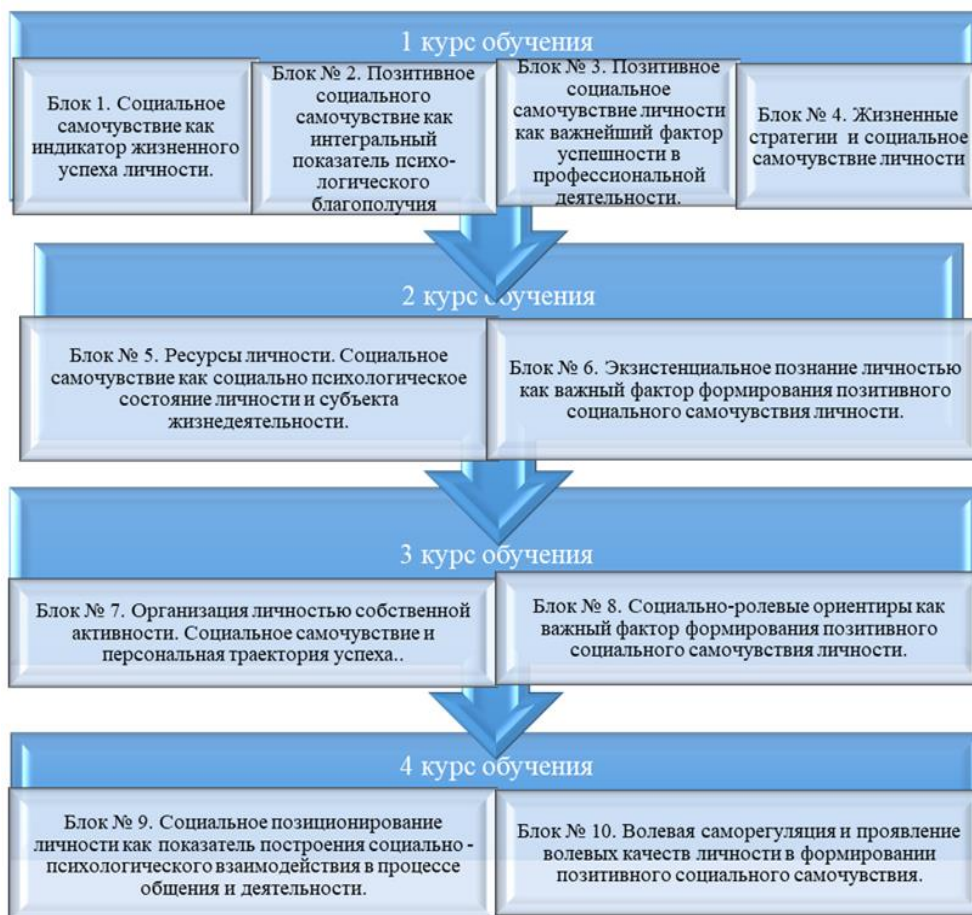 1 курс обучения
Блок 1. Социальное
самочувствие как
индикатор жизненного
успеха личности.
Блок № 2. Позитивное
социального
самочувствие как
интегральный
показатель психо-
логического
благополучия
Блок № 3. Позитивное
социальное
самочувствие личности
как важнейший фактор
успешности в
профессиональной
деятельности.
Блок № 4. Жизненные
стратегии и социальное
самочувствие личности
2 курс обучения
Блок № 5. Ресурсы личности. Социальное
самочувствие как социально психологическое
состояние личности и субъекта
жизнедеятельности.
Блок № 6. Экзистенциальное познание личностью
как важный фактор формирования позитивного
социального самочувствия личности.
3 курс обучения
Блок № 7. Организация личностью собственной
активности. Социальное самочувствие и
персональная траектория успеха..
Блок № 8. Социально-ролевые ориентиры как
важный фактор формирования позитивного
социального самочувствия личности.
4 курс обучения
Блок № 9. Социальное позиционирование
личности как показатель построения социально -
психологического взаимодействия в процессе
общения и деятельности.
Блок № 10. Волевая саморегуляция и проявление
волевых качеств личности в формировании
позитивного социального самочувствия.